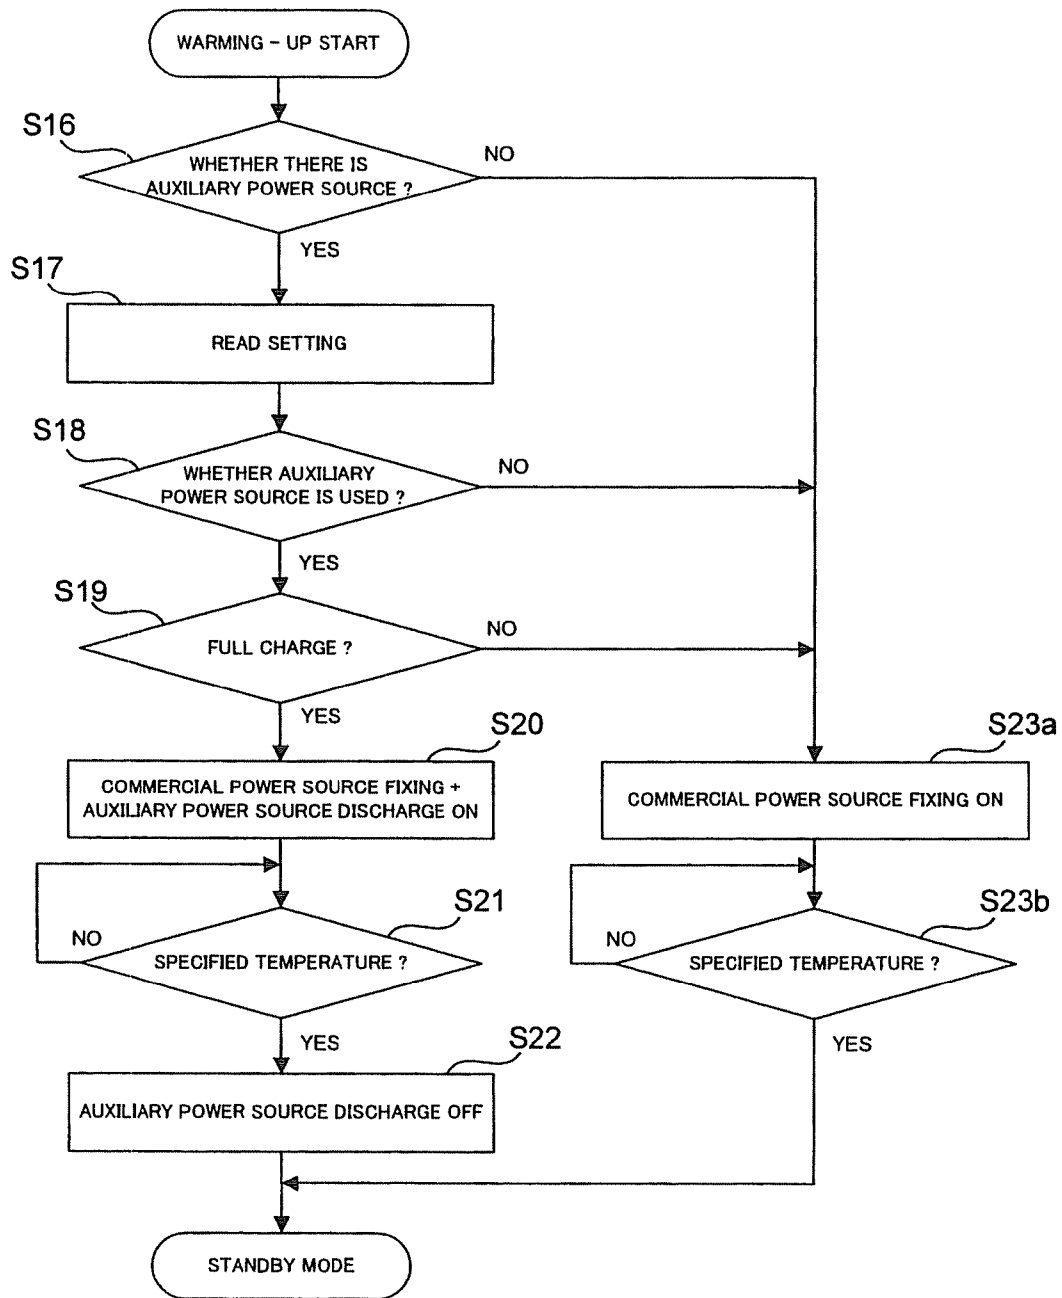 WARMING - UP START
S16
WHETHER THERE IS
AUXILIARY POWER SOURCE ?
NO
YES
S17
READ SETTING
S18
WHETHER AUXILIARY
POWER SOURCE IS USED ?
NO
YES
S19
FULL CHARGE ?
NO
YES
S20
COMMERCIAL POWER SOURCE FIXING +
AUXILIARY POWER SOURCE DISCHARGE ON
S23a
COMMERCIAL POWER SOURCE FIXING ON
S21
NO
SPECIFIED TEMPERATURE ?
YES
S23b
NO
SPECIFIED TEMPERATURE ?
YES
S22
AUXILIARY POWER SOURCE DISCHARGE OFF
STANDBY MODE